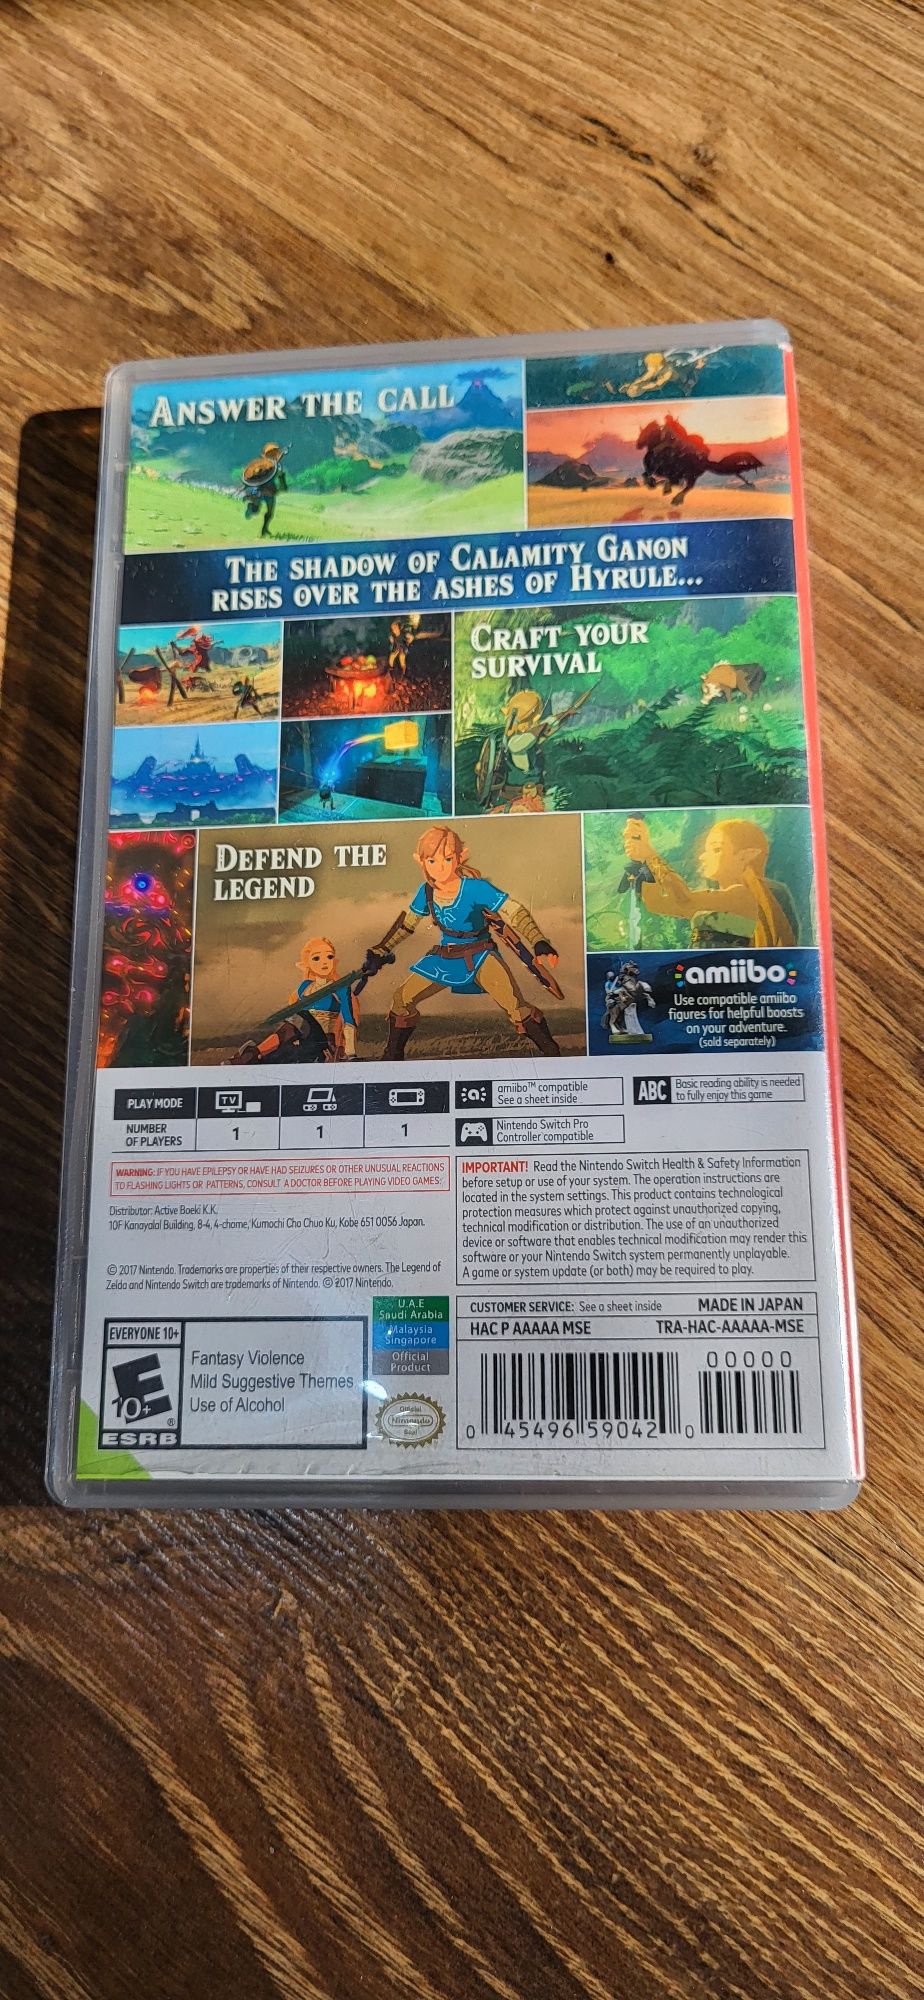 ANSWER THE CALL
THE SHADOW OF CALAMITY GANON
RISES OVER THE ASHES OF HYRULE...
CRAFT YOUR
SURVIVAL
DEFEND THE
LEGEND
amiibo
Use compatible amiibo
figures for helpful boosts
on your adventure.
(sold separately)
PLAY MODE
TV
NUMBER
OF PLAYERS
1
1
1
amiibo™ compatible
See a sheet inside
ABC
Basic reading ability is needed
to fully enjoy this game
Nintendo Switch Pro
Controller compatible
WARNING: IF YOU HAVE EPILEPSY OR HAVE HAD SEIZURES OR OTHER UNUSUAL REACTIONS
TO FLASHING LIGHTS OR PATTERNS, CONSULT A DOCTOR BEFORE PLAYING VIDEO GAMES.
Distributor: Active Boeki K.K.
10F Kanayalal Building, 8-4, 4-chome, Kumochi Cho Chuo Ku, Kobe 651 0056 Japan.
© 2017 Nintendo. Trademarks are properties of their respective owners. The Legend of
Zelda and Nintendo Switch are trademarks of Nintendo. © 2017 Nintendo.
IMPORTANT! Read the Nintendo Switch Health & Safety Information
before setup or use of your system. The operation instructions are
located in the system settings. This product contains technological
protection measures which protect against unauthorized copying,
technical modification or distribution. The use of an unauthorized
device or software that enables technical modification may render this
software or your Nintendo Switch system permanently unplayable.
A game or system update (or both) may be required to play.
EVERYONE 10+
E
10+
®
ESRB
Fantasy Violence
Mild Suggestive Themes
Use of Alcohol
U.A.E
Saudi Arabia
Malaysia
Singapore
Official
Product
Official
Nintendo
Seal
CUSTOMER SERVICE: See a sheet inside
MADE IN JAPAN
HAC P AAAAA MSE
TRA-HAC-AAAAA-MSE
00000
0 45496 59042 0